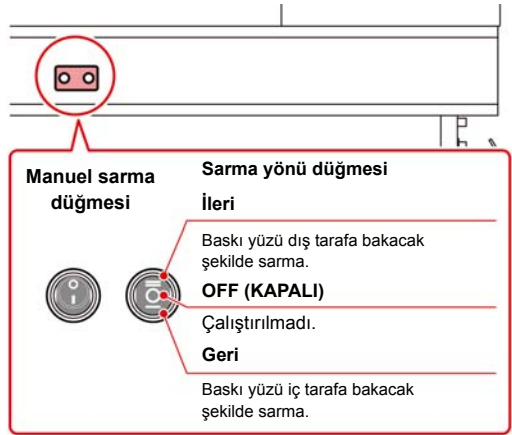 Manuel sarma
düğmesi
Sarma yönü düğmesi
İleri
Baskı yüzü dış tarafa bakacak
şekilde sarma.
OFF (KAPALI)
Çalıştırılmadı.
Geri
Baskı yüzü iç tarafa bakacak
şekilde sarma.